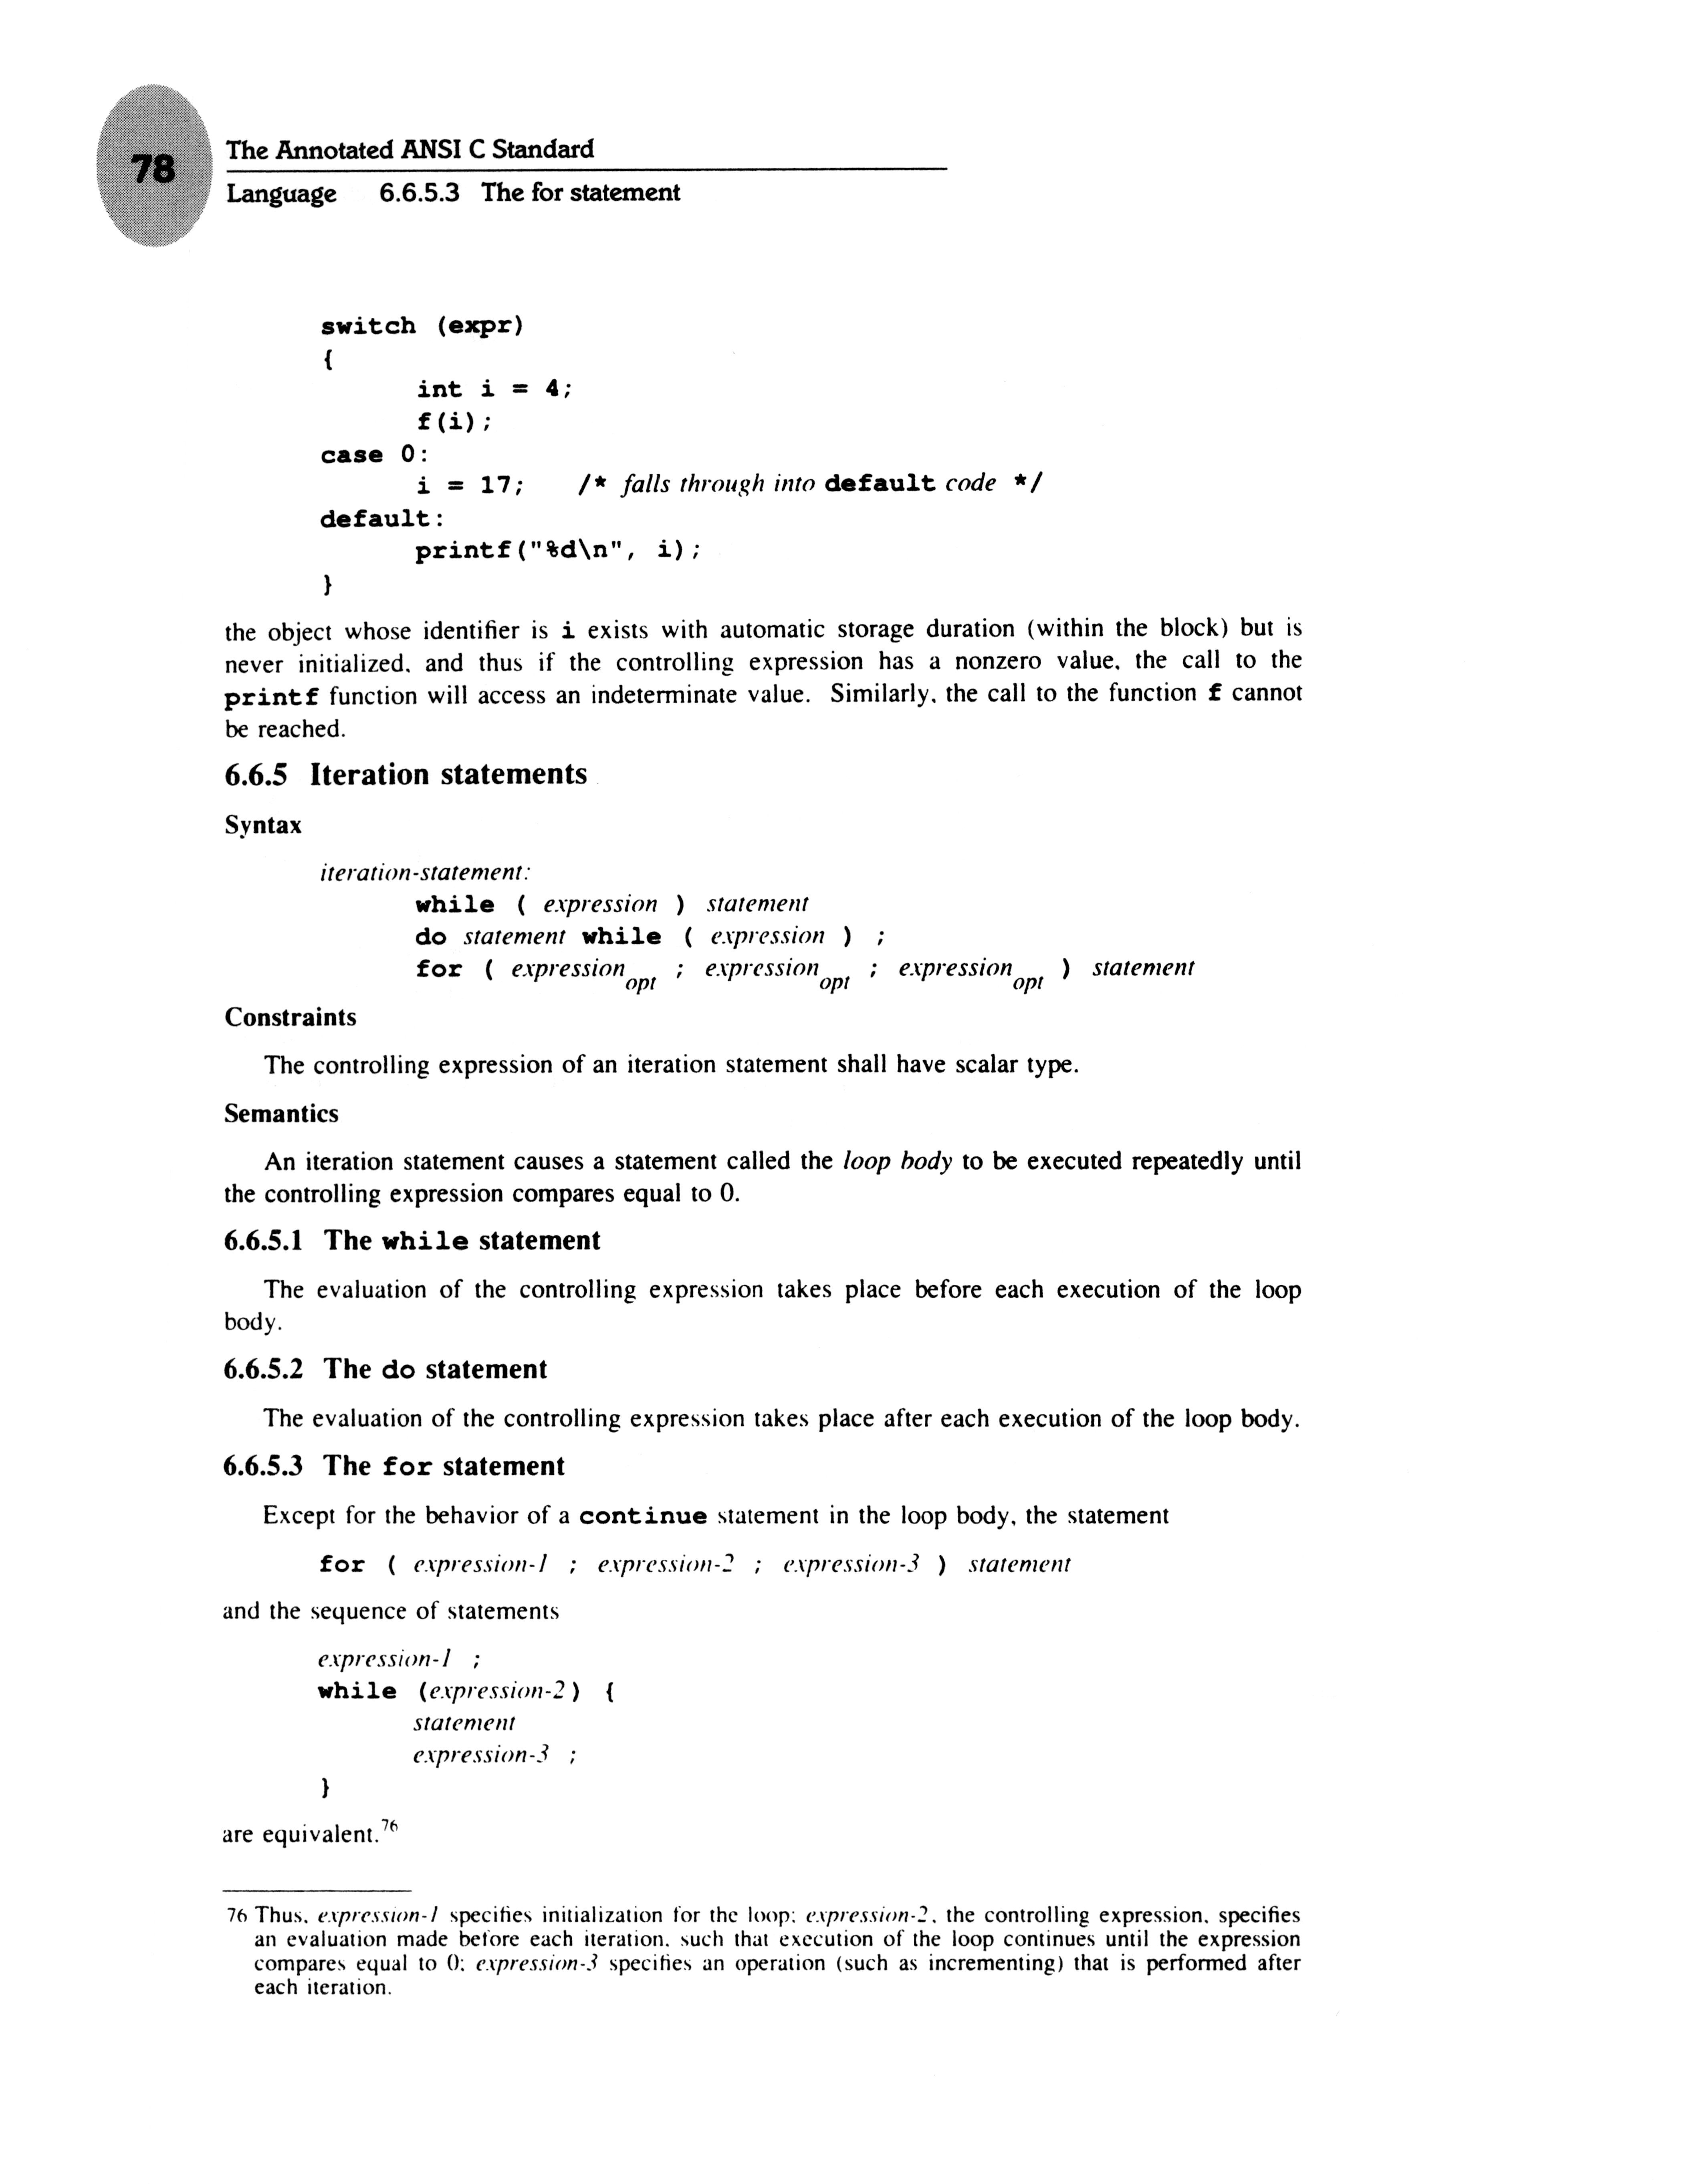 78
The Annotated ANSI C Standard
Language 6.6.5.3 The for statement
switch (expr)
{
int i = 4;
f(i);
case 0:
i = 17; /* falls through into default code */
default:
printf("%d\n", i);
}
the object whose identifier is i exists with automatic storage duration (within the block) but is
never initialized, and thus if the controlling expression has a nonzero value, the call to the
printf function will access an indeterminate value. Similarly, the call to the function f cannot
be reached.
6.6.5 Iteration statements
Syntax
iteration-statement:
while ( expression ) statement
do statement while ( expression ) ;
for ( expression opt ; expression opt ; expression opt ) statement
Constraints
The controlling expression of an iteration statement shall have scalar type.
Semantics
An iteration statement causes a statement called the loop body to be executed repeatedly until
the controlling expression compares equal to 0.
6.6.5.1 The while statement
The evaluation of the controlling expression takes place before each execution of the loop
body.
6.6.5.2 The do statement
The evaluation of the controlling expression takes place after each execution of the loop body.
6.6.5.3 The for statement
Except for the behavior of a continue statement in the loop body, the statement
for ( expression-1 ; expression-2 ; expression-3 ) statement
and the sequence of statements
expression-1 ;
while (expression-2) {
statement
expression-3 ;
}
are equivalent.76
76 Thus, expression-1 specifies initialization for the loop; expression-2, the controlling expression, specifies
an evaluation made before each iteration, such that execution of the loop continues until the expression
compares equal to 0; expression-3 specifies an operation (such as incrementing) that is performed after
each iteration.